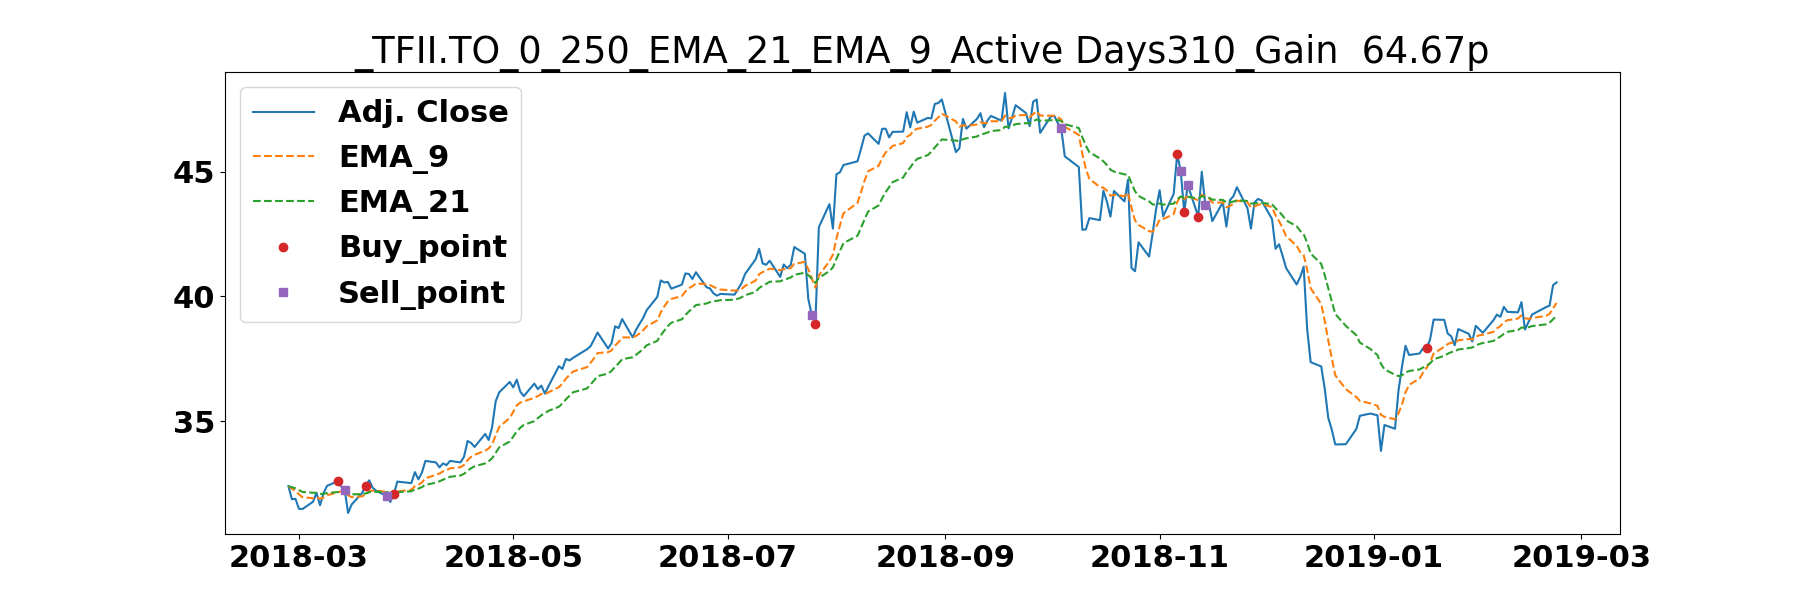 _TFII.TO_0_250_EMA_21_EMA_9_Active Days310_Gain  64.67p
Adj. Close
EMA_9
EMA_21
Buy_point
Sell_point
45
40
35
2018-03 2018-05 2018-07 2018-09 2018-11 2019-01 2019-03